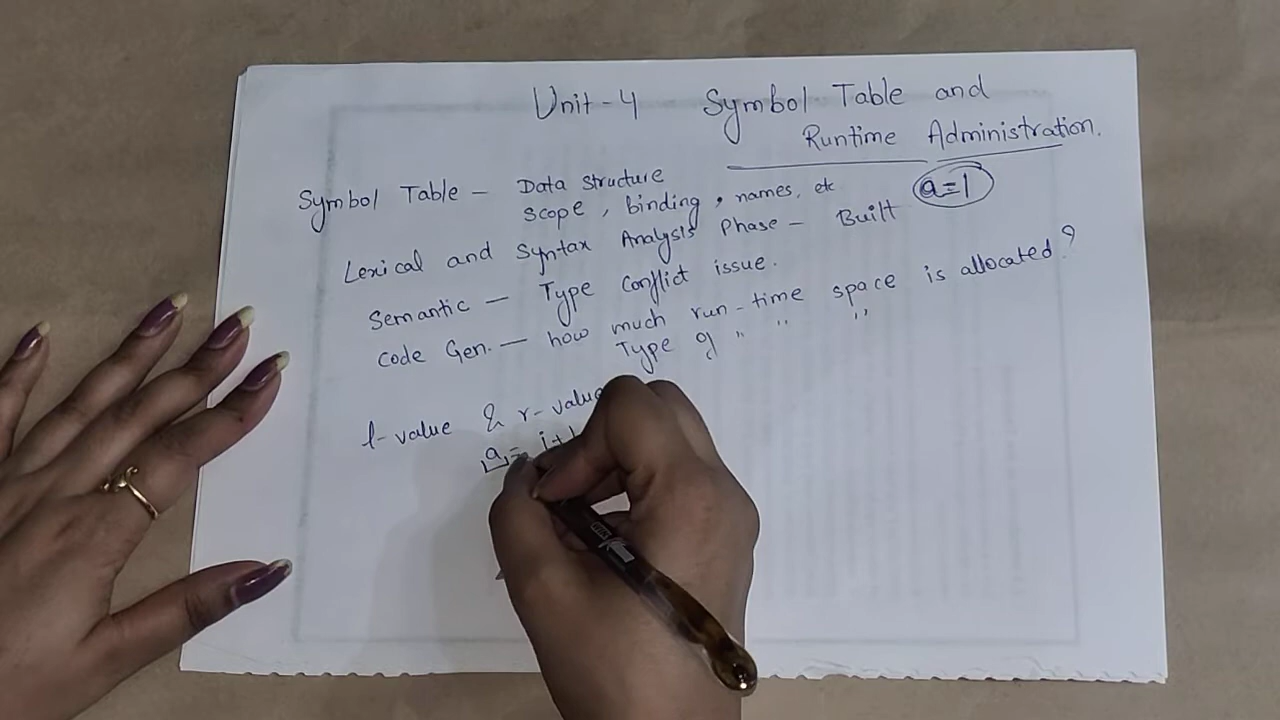 Unit-4 Symbol Table and
Runtime Administration.
Symbol Table - Data Structure
Scope, binding, names, etc
a=1
Lexical and Syntax Analysis Phase - Built
Semantic - Type Conflict issue.
Code Gen. - how much run-time space is allocated?
Type of " " "
l-value & r-value
a = i+1